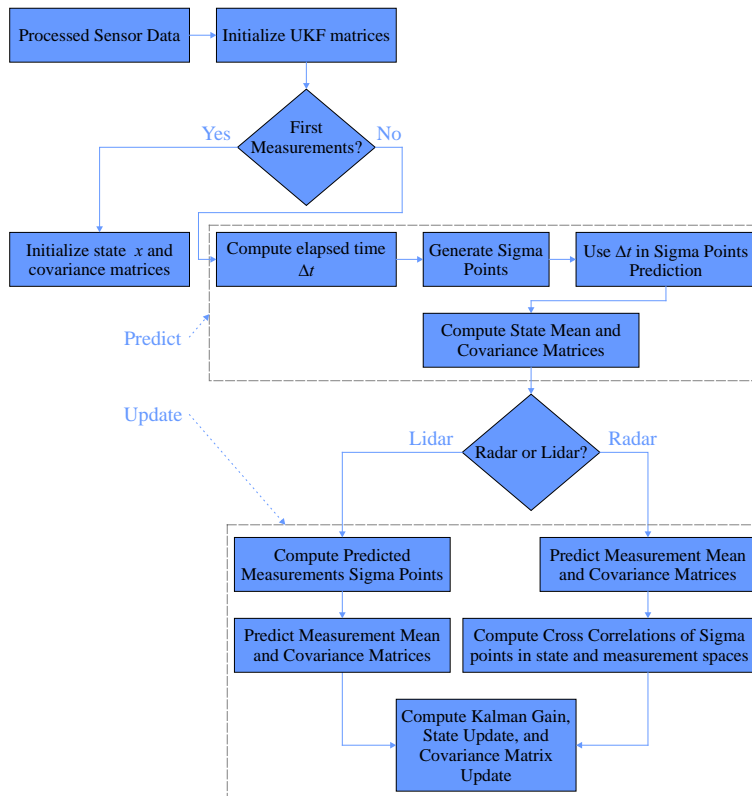 Processed Sensor Data
Initialize UKF matrices
First
Measurements?
Yes
No
Initialize state x and
covariance matrices
Compute elapsed time
Δt
Generate Sigma
Points
Use Δt in Sigma Points
Prediction
Predict
Compute State Mean and
Covariance Matrices
Update
Lidar
Radar
Radar or Lidar?
Compute Predicted
Measurements Sigma Points
Predict Measurement Mean
and Covariance Matrices
Predict Measurement Mean
and Covariance Matrices
Compute Cross Correlations of Sigma
points in state and measurement spaces
Compute Kalman Gain,
State Update, and
Covariance Matrix
Update